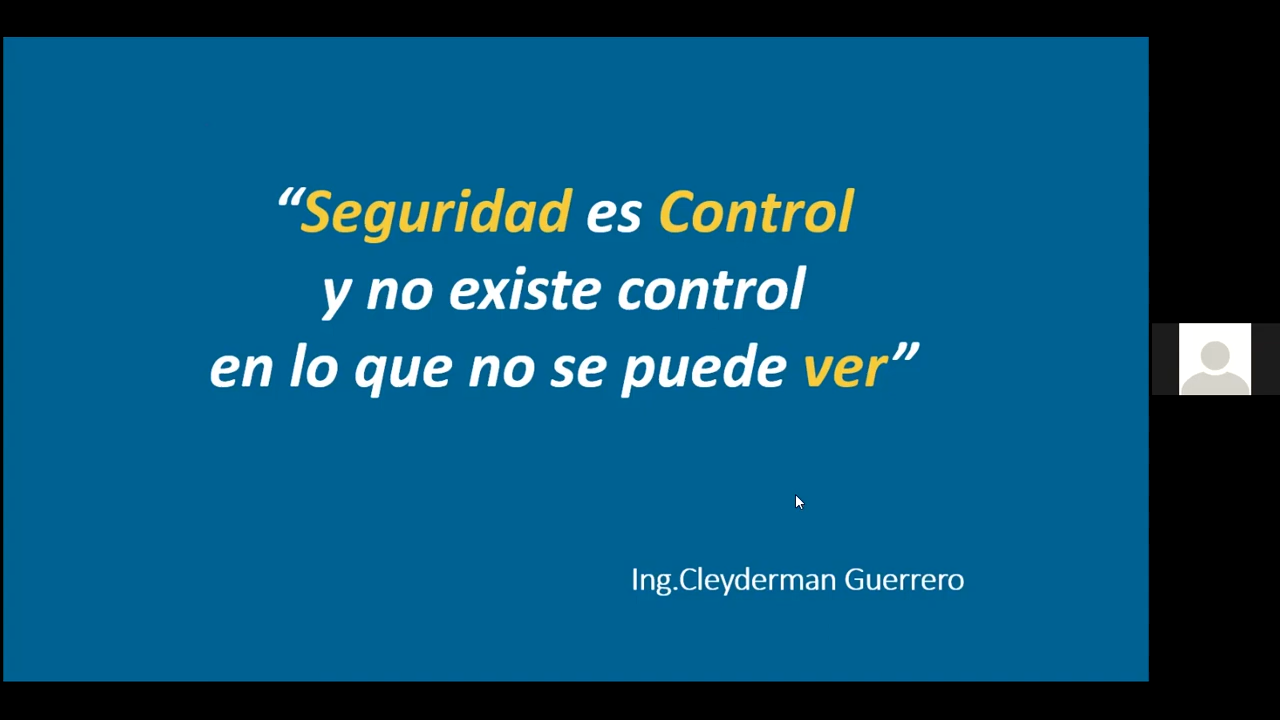 “Seguridad es Control
y no existe control
en lo que no se puede ver”
Ing.Cleyderman Guerrero